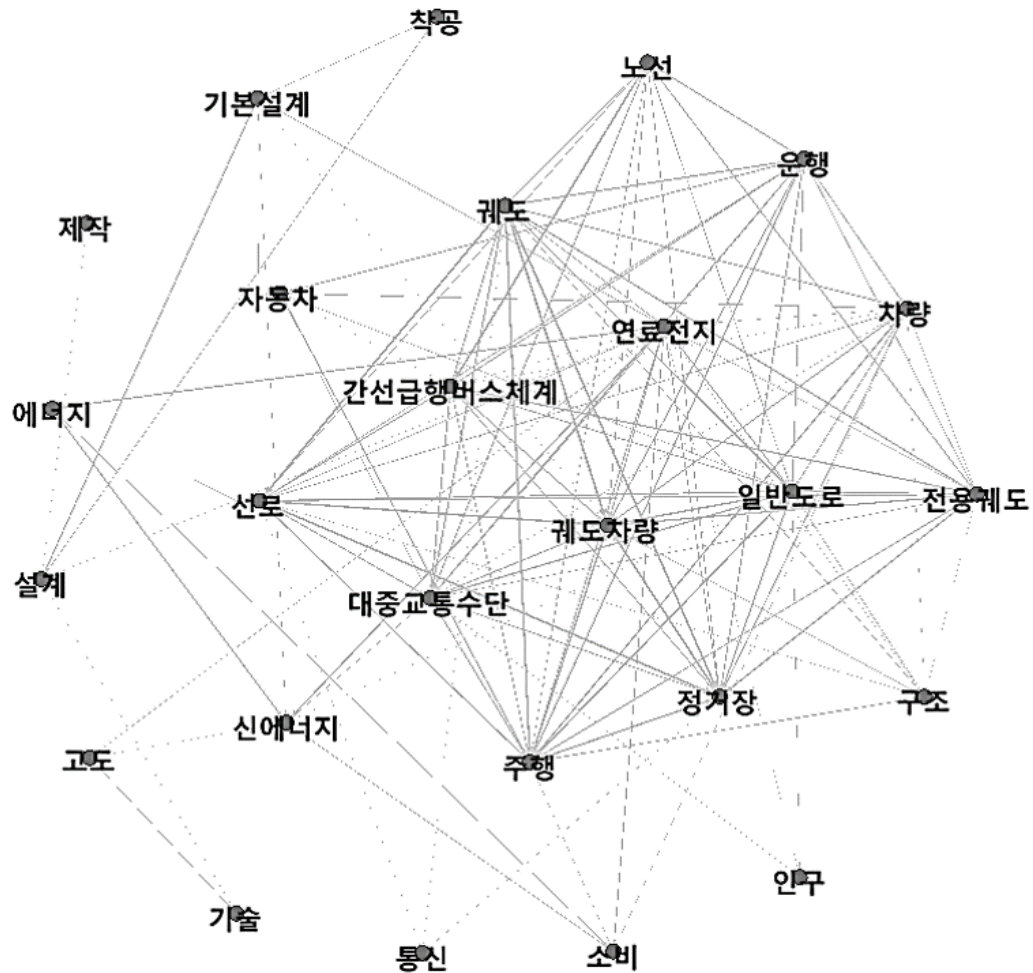 착공
노선
기본설계
운행
궤도
제작
자동차
차량
연료전지
간선급행버스체계
에너지
일반도로
전용궤도
선로
궤도차량
설계
대중교통수단
정거장
구조
신에너지
고도
주행
인구
기술
통신
소비